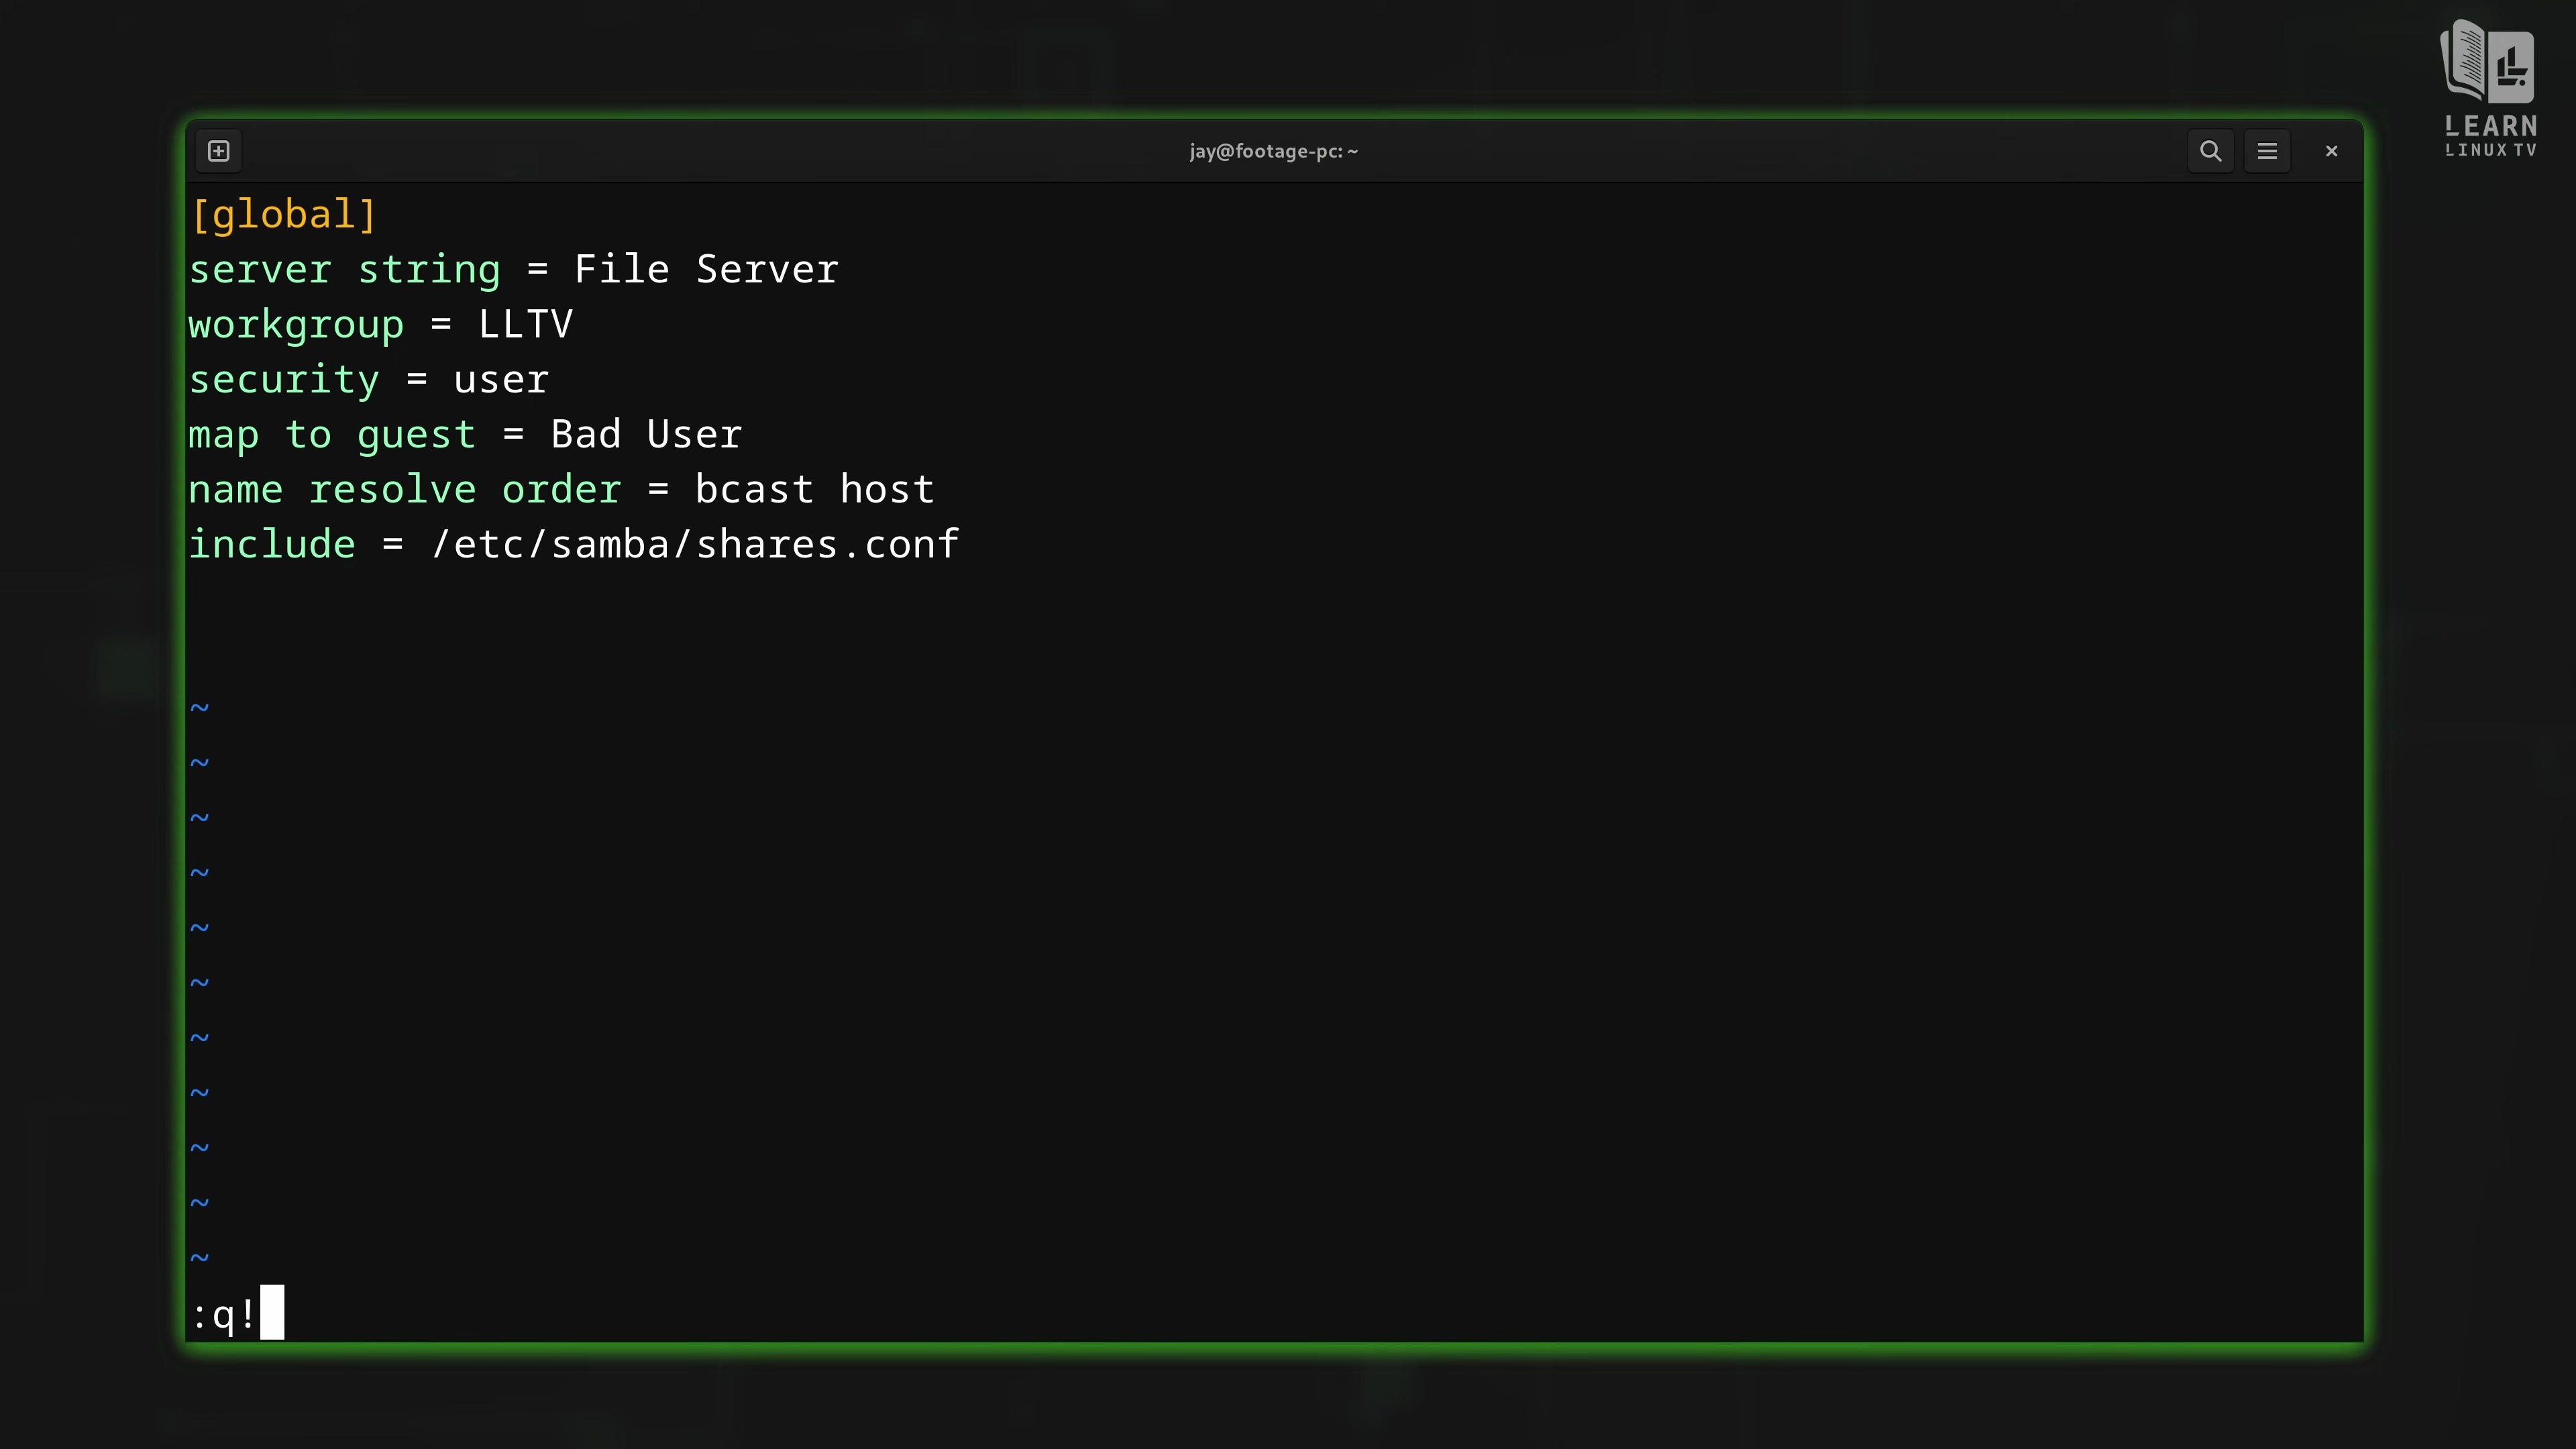 LEARN
LINUX TV
jay@footage-pc: ~
[global]
server string = File Server
workgroup = LLTV
security = user
map to guest = Bad User
name resolve order = bcast host
include = /etc/samba/shares.conf
~
~
~
~
~
~
~
~
~
~
~
:q!